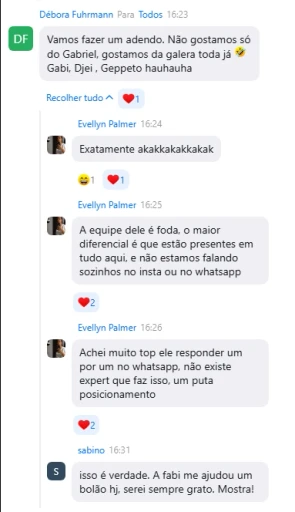 Débora Fuhrmann Para Todos 16:23
DF
Vamos fazer um adendo. Não gostamos só
do Gabriel, gostamos da galera toda já 🤣
Gabi, Djei , Geppeto hauhauha
Recolher tudo ❤️1
Evellyn Palmer 16:24
Exatamente akakkakakkakak
😄1 ❤️1
Evellyn Palmer 16:25
A equipe dele é foda, o maior
diferencial é que estão presentes em
tudo aqui, e não estamos falando
sozinhos no insta ou no whatsapp
❤️2
Evellyn Palmer 16:26
Achei muito top ele responder um
por um no whatsapp, não existe
expert que faz isso, um puta
posicionamento
❤️2
sabino 16:31
S
isso é verdade. A fabi me ajudou um
bolão hj, serei sempre grato. Mostra!